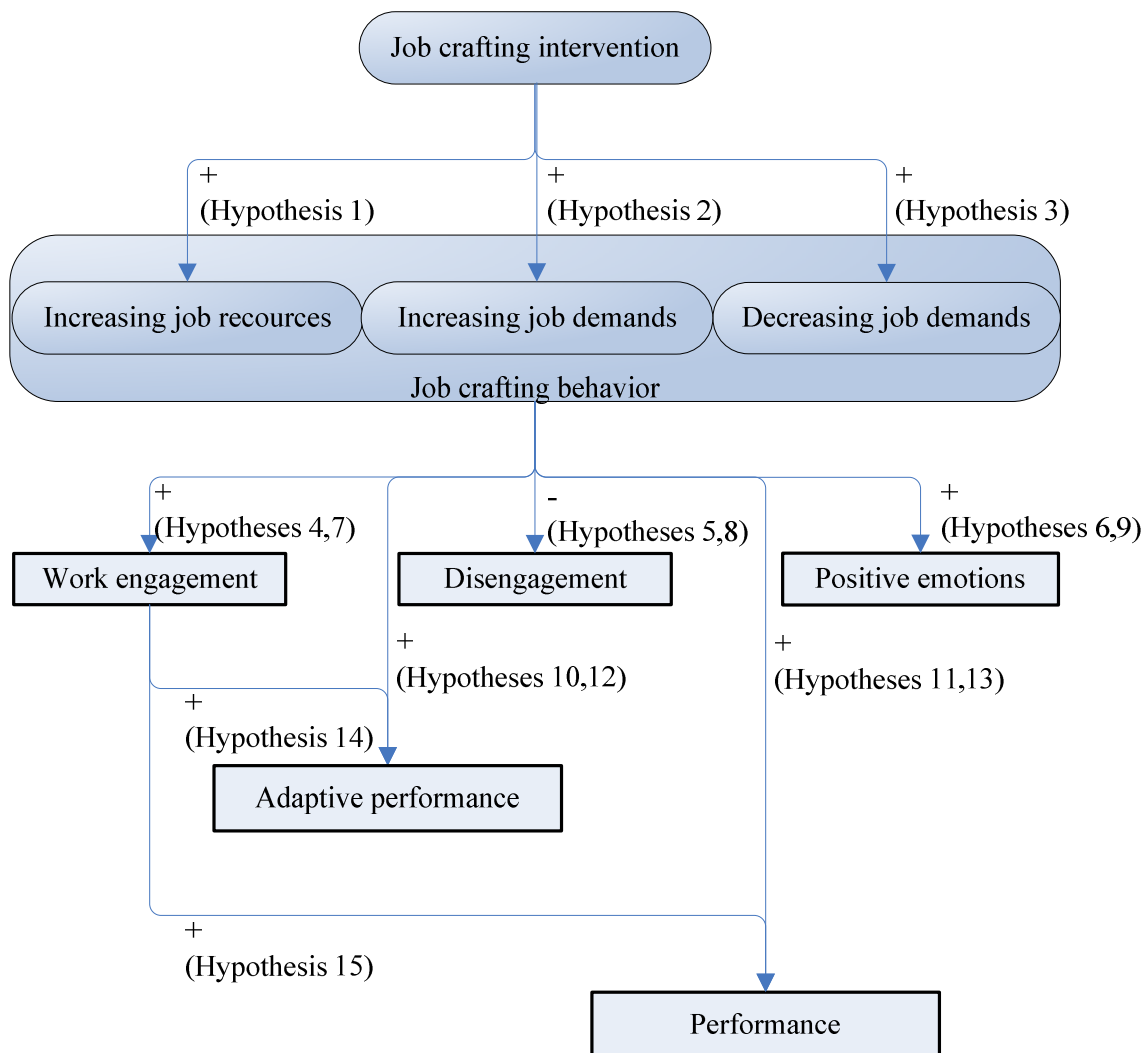 Job crafting intervention
+
(Hypothesis 1)
+
(Hypothesis 2)
+
(Hypothesis 3)
Increasing job recources
Increasing job demands
Decreasing job demands
Job crafting behavior
+
(Hypotheses 4,7)
-
(Hypotheses 5,8)
+
(Hypotheses 6,9)
Work engagement
Disengagement
Positive emotions
+
(Hypotheses 10,12)
+
(Hypotheses 11,13)
+
(Hypothesis 14)
Adaptive performance
+
(Hypothesis 15)
Performance